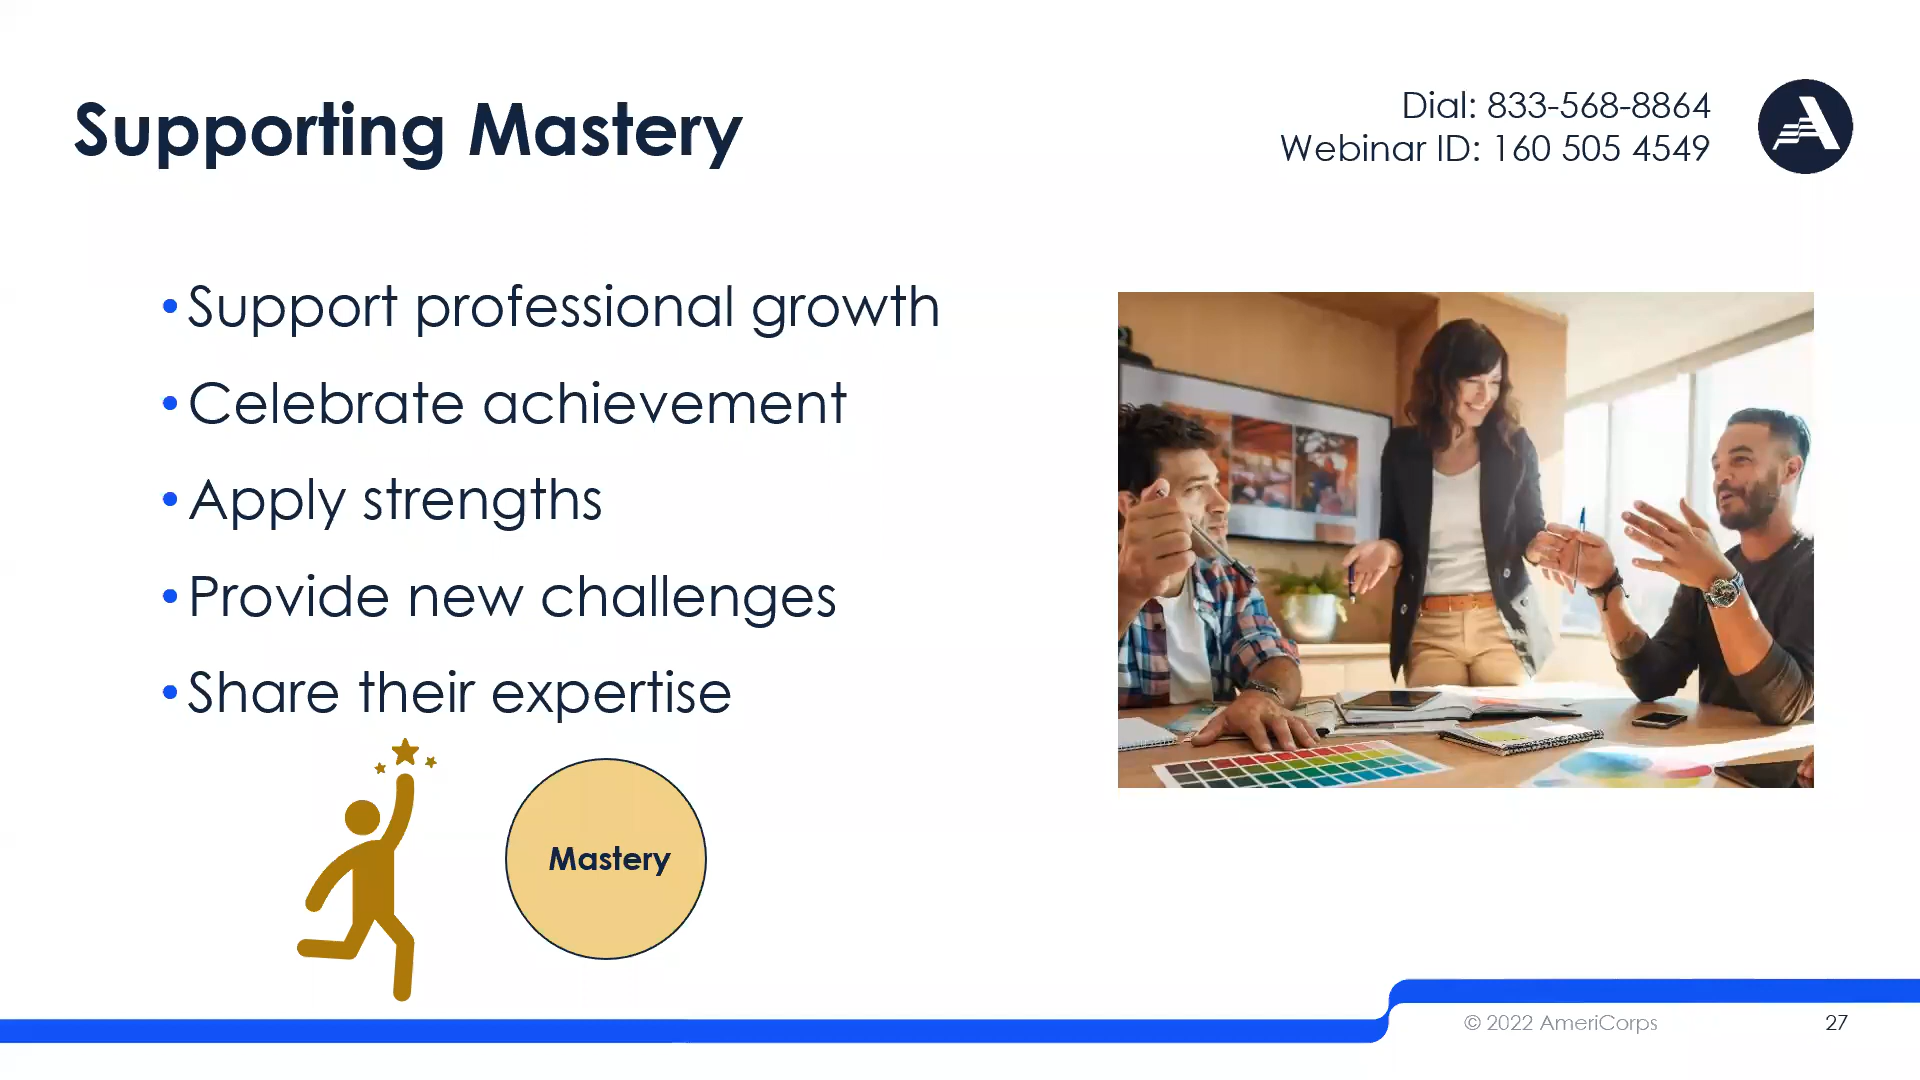 Supporting Mastery
Dial: 833-568-8864
Webinar ID: 160 505 4549
• Support professional growth
• Celebrate achievement
• Apply strengths
• Provide new challenges
• Share their expertise
Mastery
© 2022 AmeriCorps
27